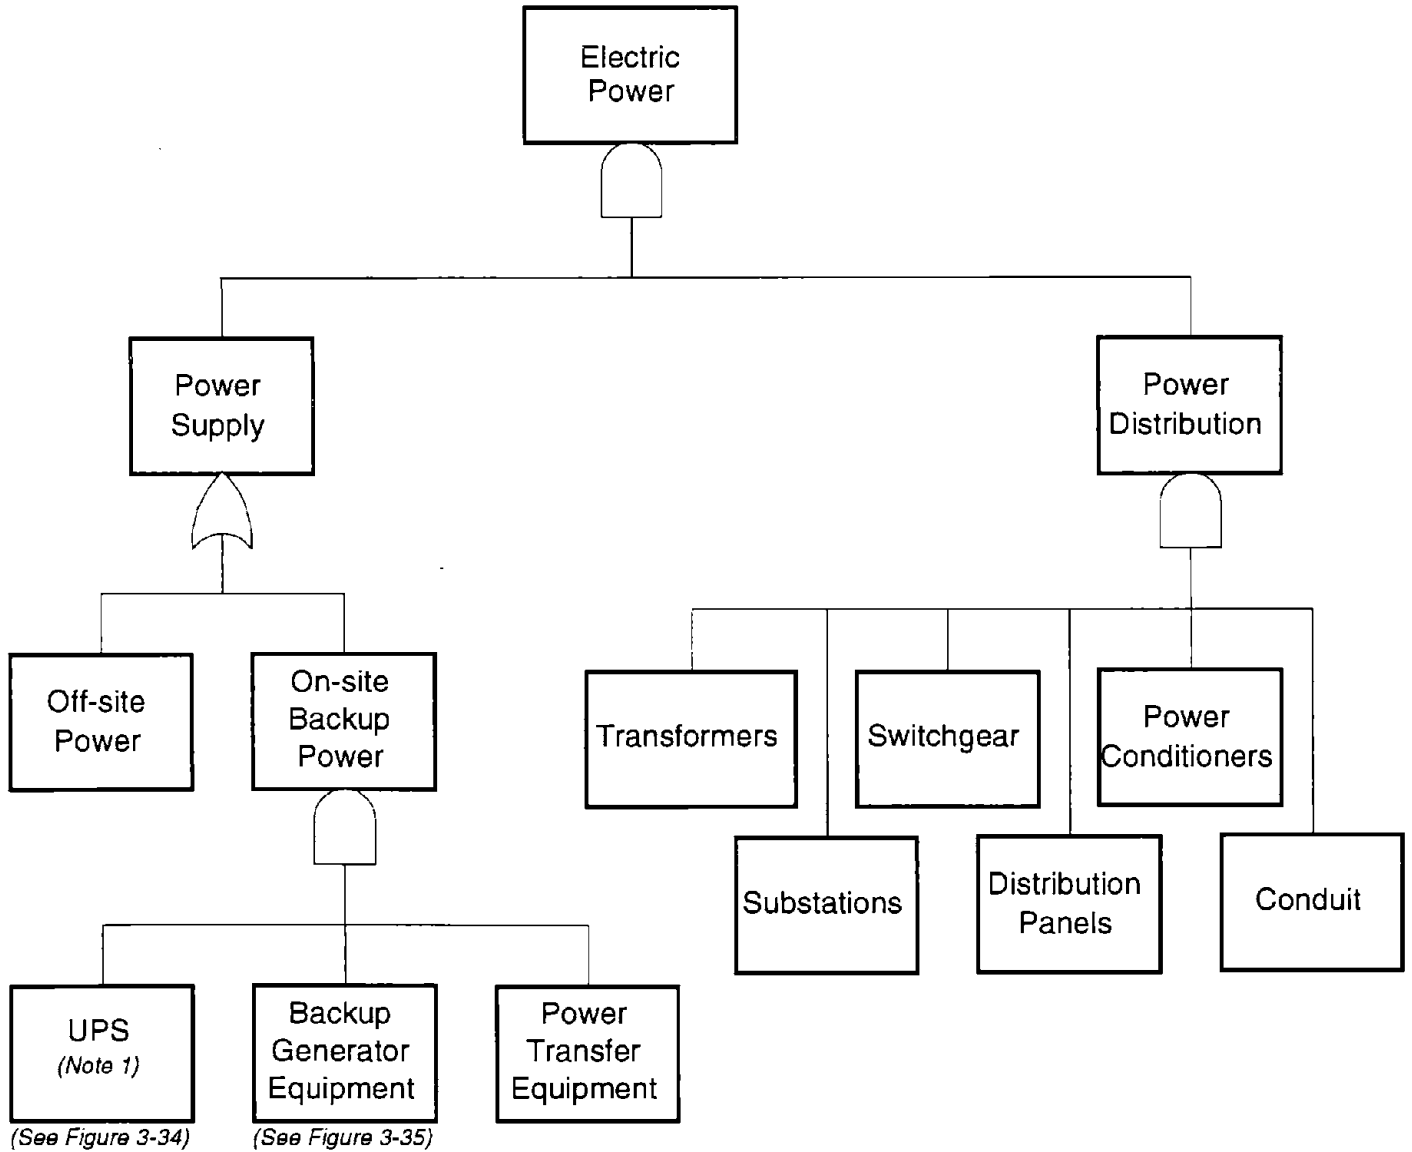 Electric
Power
Power
Supply
Power
Distribution
Off-site
Power
On-site
Backup
Power
Transformers
Switchgear
Power
Conditioners
Substations
Distribution
Panels
Conduit
UPS
(Note 1)
(See Figure 3-34)
Backup
Generator
Equipment
(See Figure 3-35)
Power
Transfer
Equipment